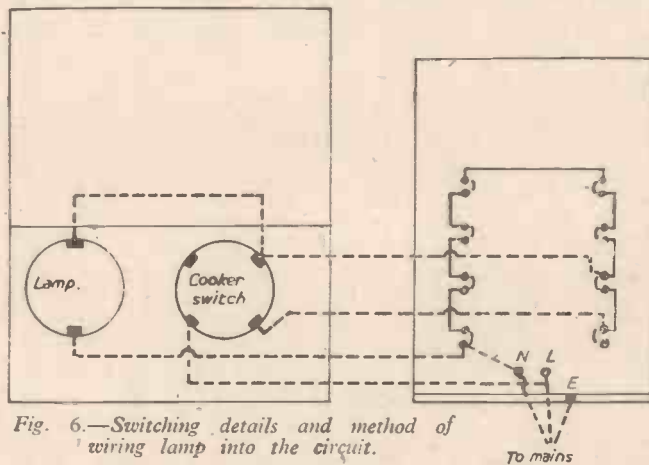 Lamp.
Cooker
switch
N L
E
To mains
Fig. 6.—Switching details and method of
wiring lamp into the circuit.